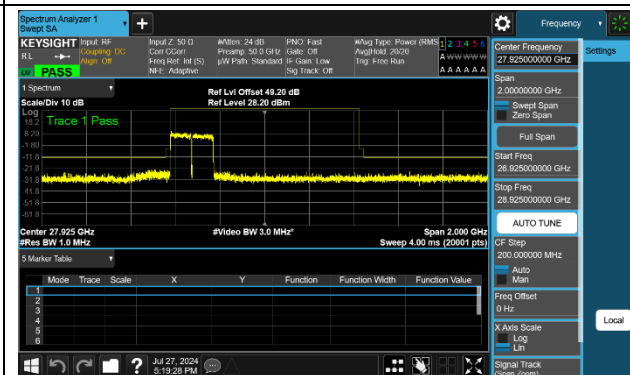 Spectrum Analyzer 1
Swept SA
+
Frequency
KEYSIGHT
Input: RF
Input Z: 50 Ω
#Atten: 24 dB
PNO: Fast
#Avg Type: Power (RMS
1 2 3 4 5 6
RL
Coupling: DC
Corr CCorr
Preamp: 50.0 GHz
Gate: Off
Avg|Hold: 20/20
A W W W W W
Align: Off
Freq Ref: Int (S)
µW Path: Standard
IF Gain: Low
Trig: Free Run
LW PASS
NFE: Adaptive
Sig Track: Off
A A A A A A
1 Spectrum
Ref Lvl Offset 49.20 dB
Scale/Div 10 dB
Ref Level 28.20 dBm
Log
Trace 1 Pass
18.2
8.20
-1.80
-11.8
-21.8
-31.8
-41.8
-51.8
-61.8
Center 27.925 GHz
#Video BW 3.0 MHz*
Span 2.000 GHz
#Res BW 1.0 MHz
Sweep 4.00 ms (20001 pts)
5 Marker Table
Mode Trace Scale X Y Function Function Width Function Value
1
2
3
4
5
6
Jul 27, 2024
5:19:28 PM
Center Frequency
27.925000000 GHz
Settings
Span
2.00000000 GHz
Swept Span
Zero Span
Full Span
Start Freq
26.925000000 GHz
Stop Freq
28.925000000 GHz
AUTO TUNE
CF Step
200.000000 MHz
Auto
Man
Freq Offset
0 Hz
X Axis Scale
Log
Lin
Local
Signal Track
(Span Zoom)